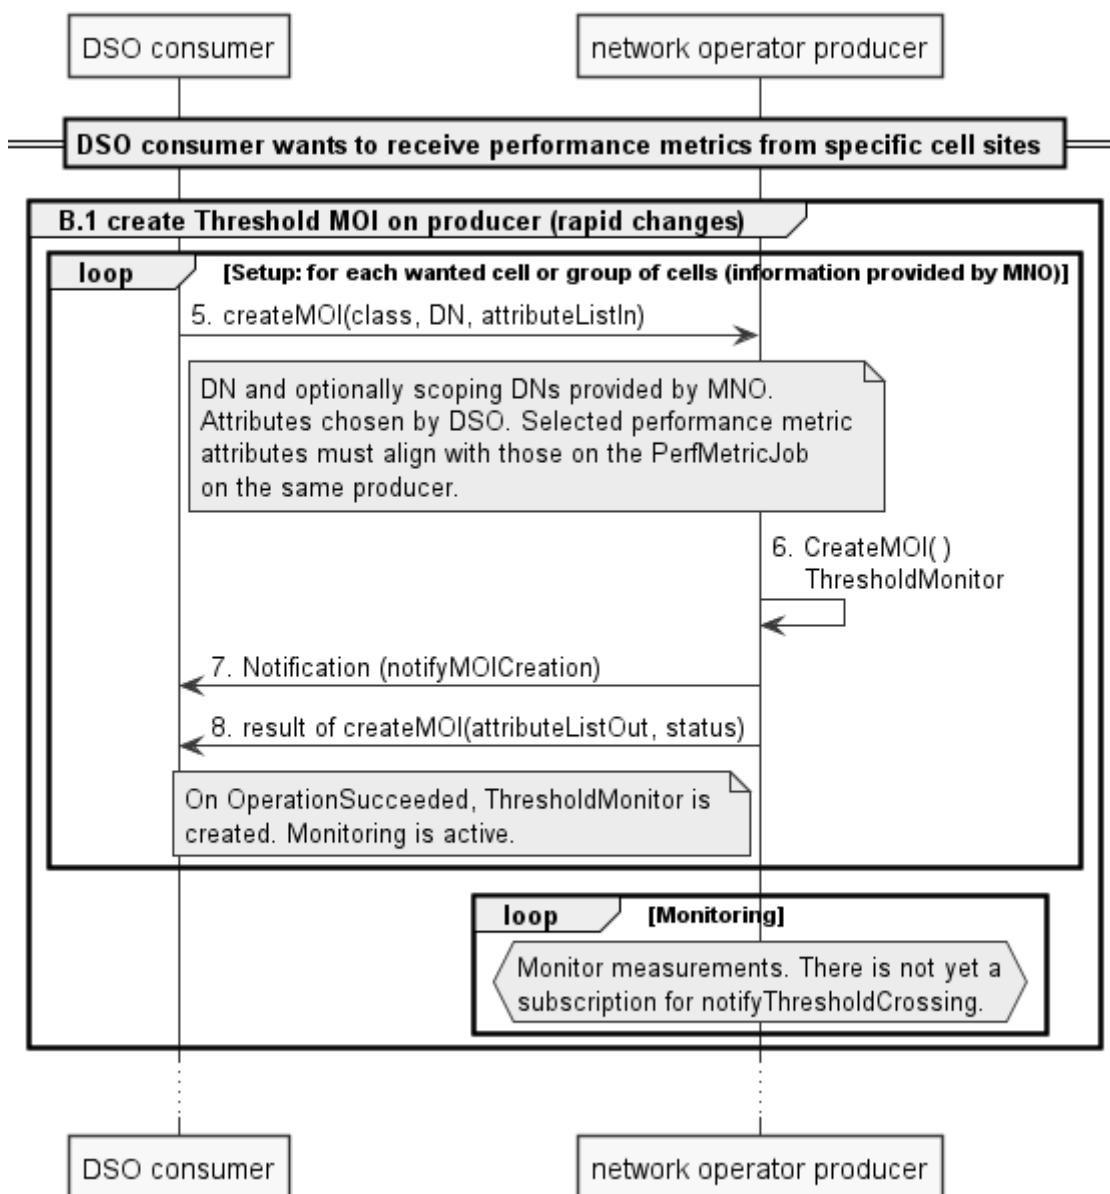 DSO consumer
network operator producer
DSO consumer wants to receive performance metrics from specific cell sites
B.1 create Threshold MOI on producer (rapid changes)
loop
[Setup: for each wanted cell or group of cells (information provided by MNO)]
5. createMOI(class, DN, attributeListIn)
DN and optionally scoping DNs provided by MNO.
Attributes chosen by DSO. Selected performance metric
attributes must align with those on the PerfMetricJob
on the same producer.
6. CreateMOI( )
ThresholdMonitor
7. Notification (notifyMOICreation)
8. result of createMOI(attributeListOut, status)
On OperationSucceeded, ThresholdMonitor is
created. Monitoring is active.
loop
[Monitoring]
Monitor measurements. There is not yet a
subscription for notifyThresholdCrossing.
DSO consumer
network operator producer